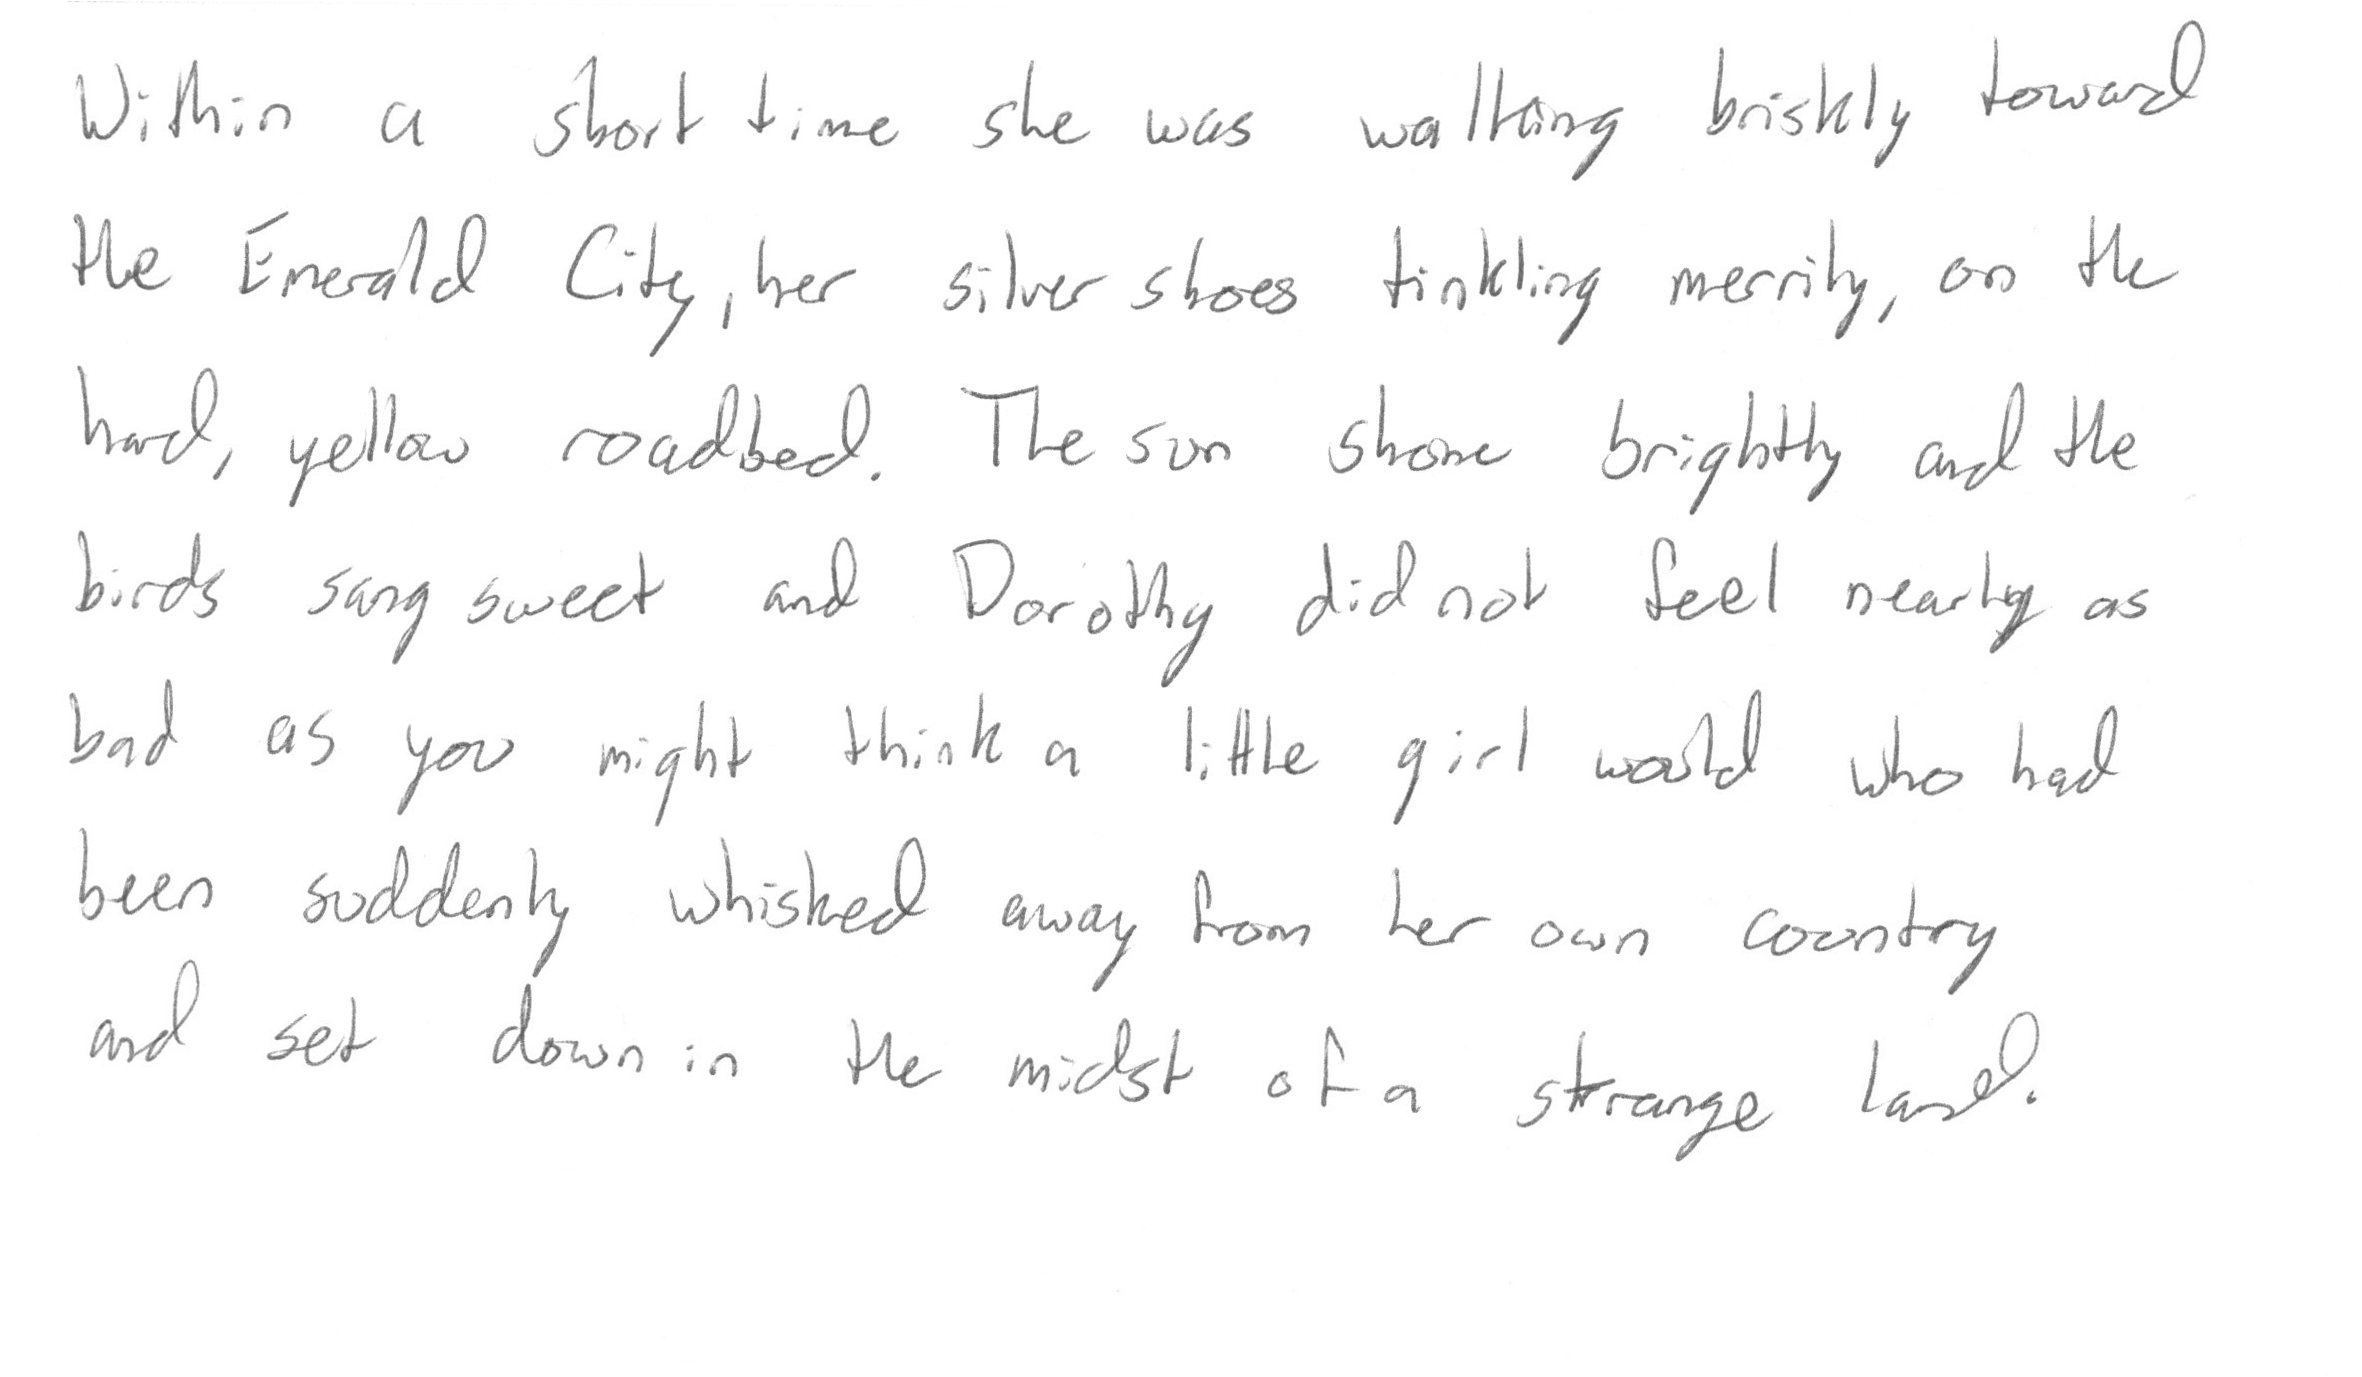 Within a short time she was walking briskly toward
the Emerald City, her silver shoes tinkling merrily, on the
hard, yellow roadbed. The sun shone brightly and the
birds sang sweet and Dorothy did not feel nearly as
bad as you might think a little girl would who had
been suddenly whisked away from her own country
and set down in the midst of a strange land.